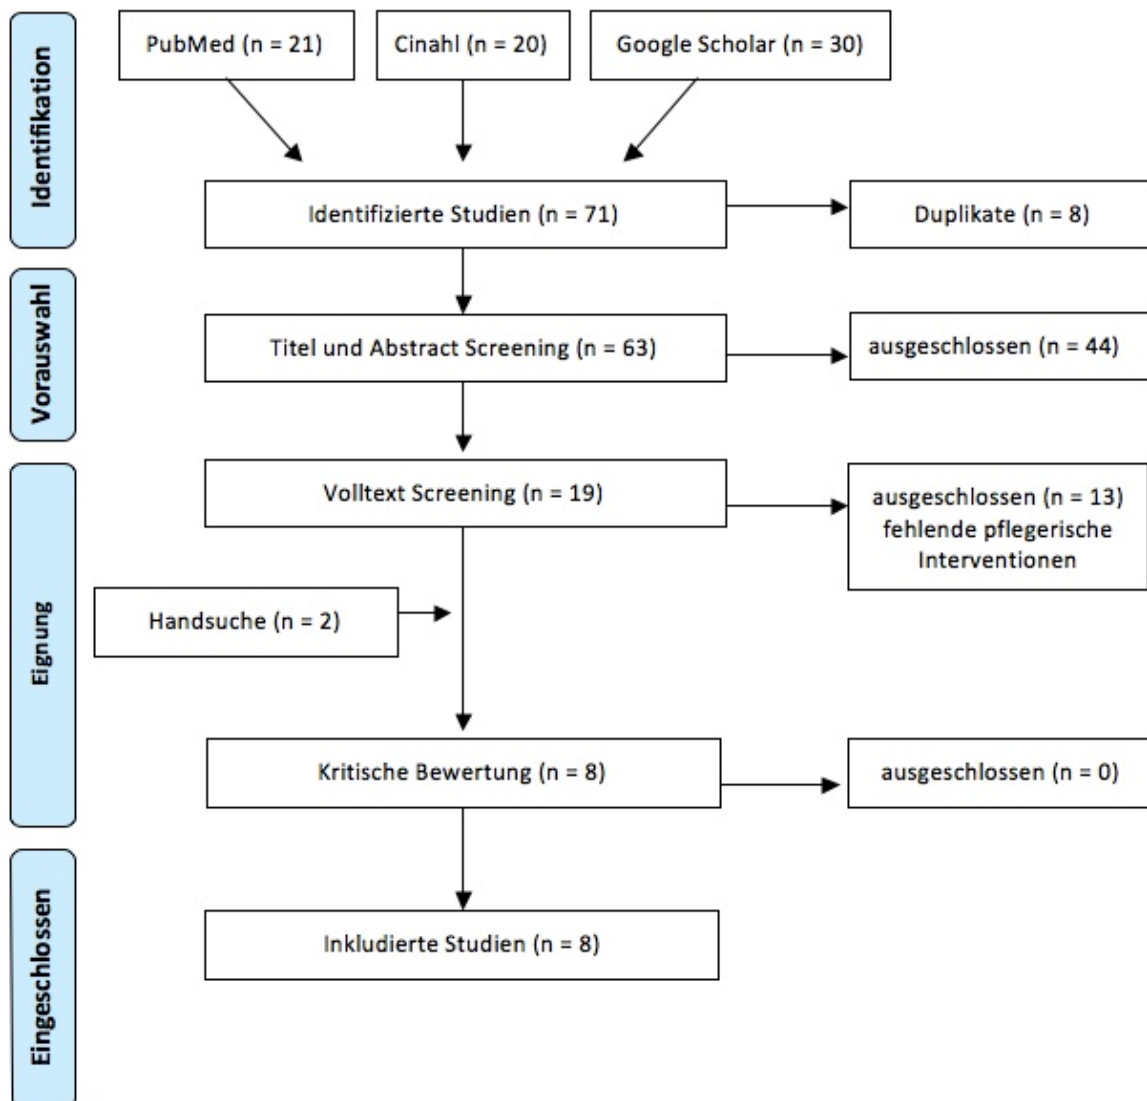 Identifikation
PubMed (n = 21)
Cinahl (n = 20)
Google Scholar (n = 30)
Identifizierte Studien (n = 71)
Duplikate (n = 8)
Vorauswahl
Titel und Abstract Screening (n = 63)
ausgeschlossen (n = 44)
Eignung
Volltext Screening (n = 19)
ausgeschlossen (n = 13)
fehlende pflegerische
Interventionen
Handsuche (n = 2)
Kritische Bewertung (n = 8)
ausgeschlossen (n = 0)
Eingeschlossen
Inkludierte Studien (n = 8)